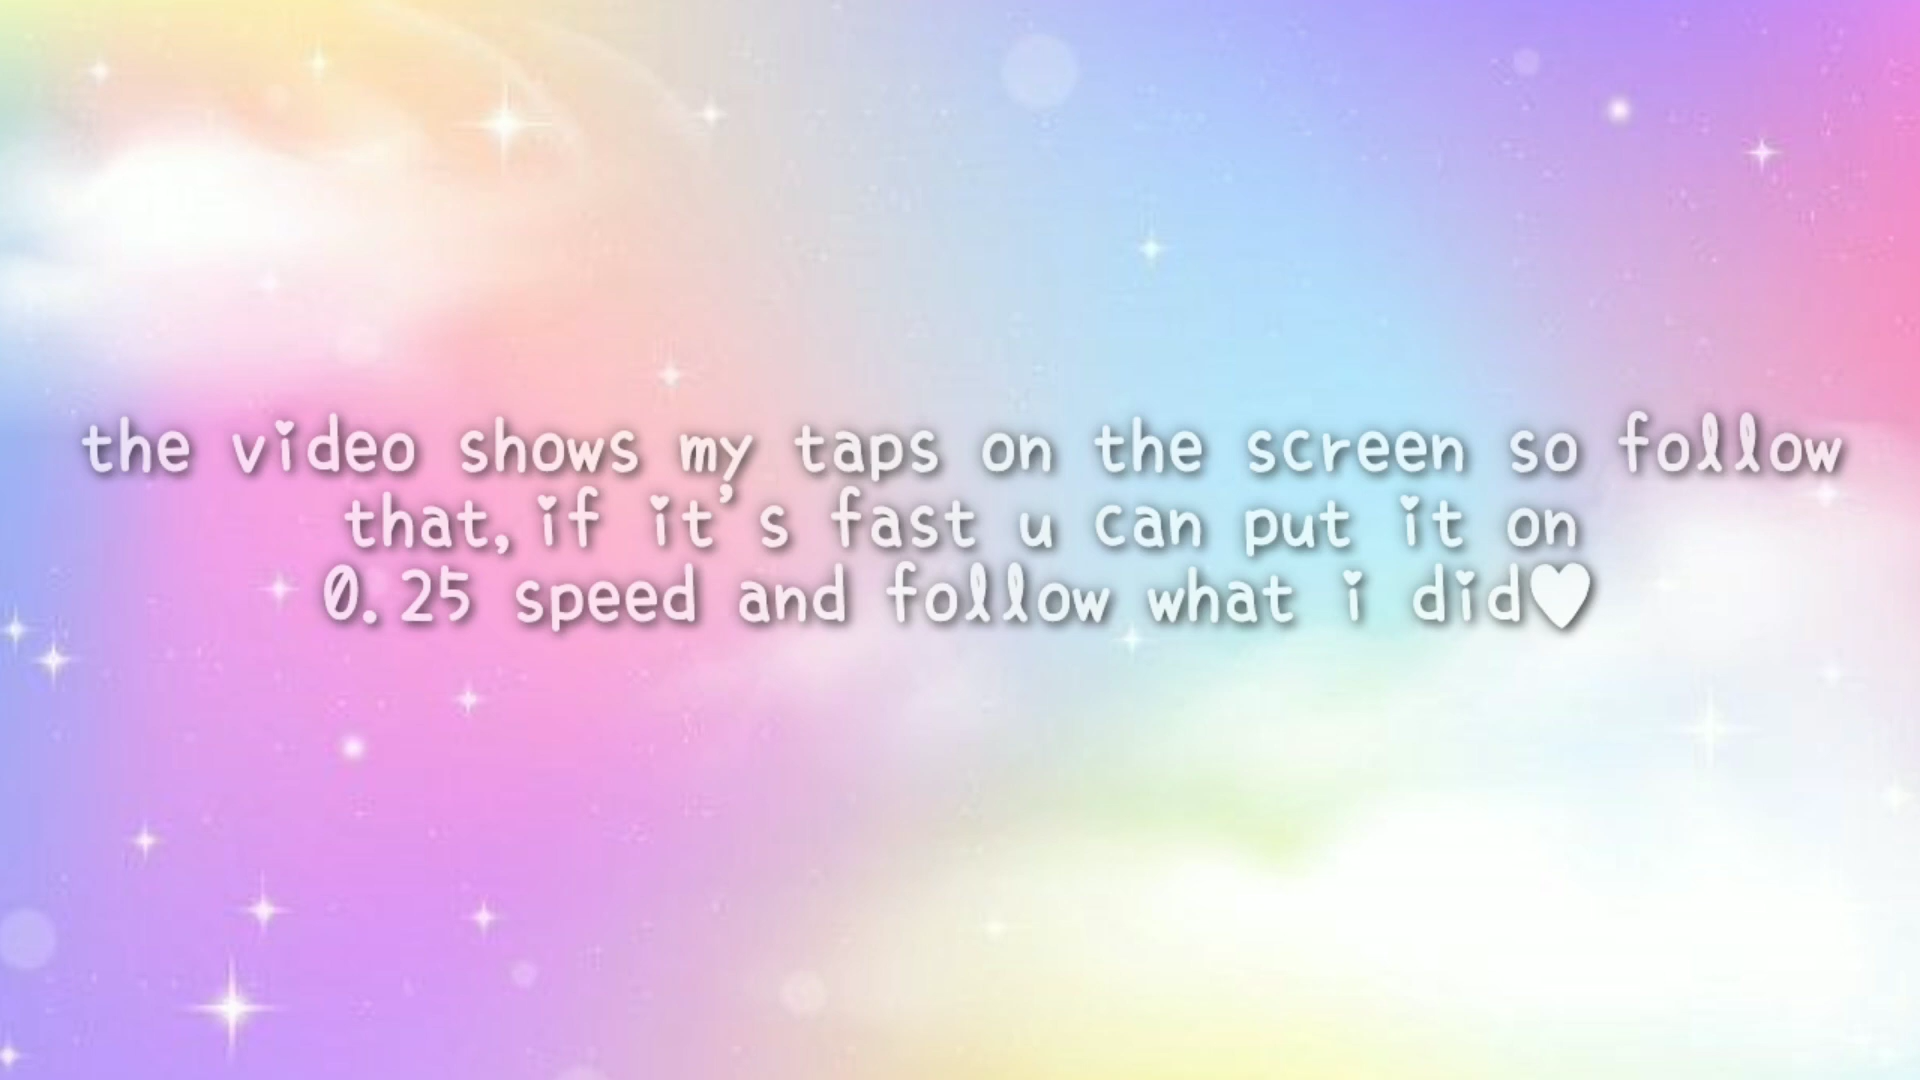 the video shows my taps on the screen so follow
that,if it's fast u can put it on
0.25 speed and follow what i did♥